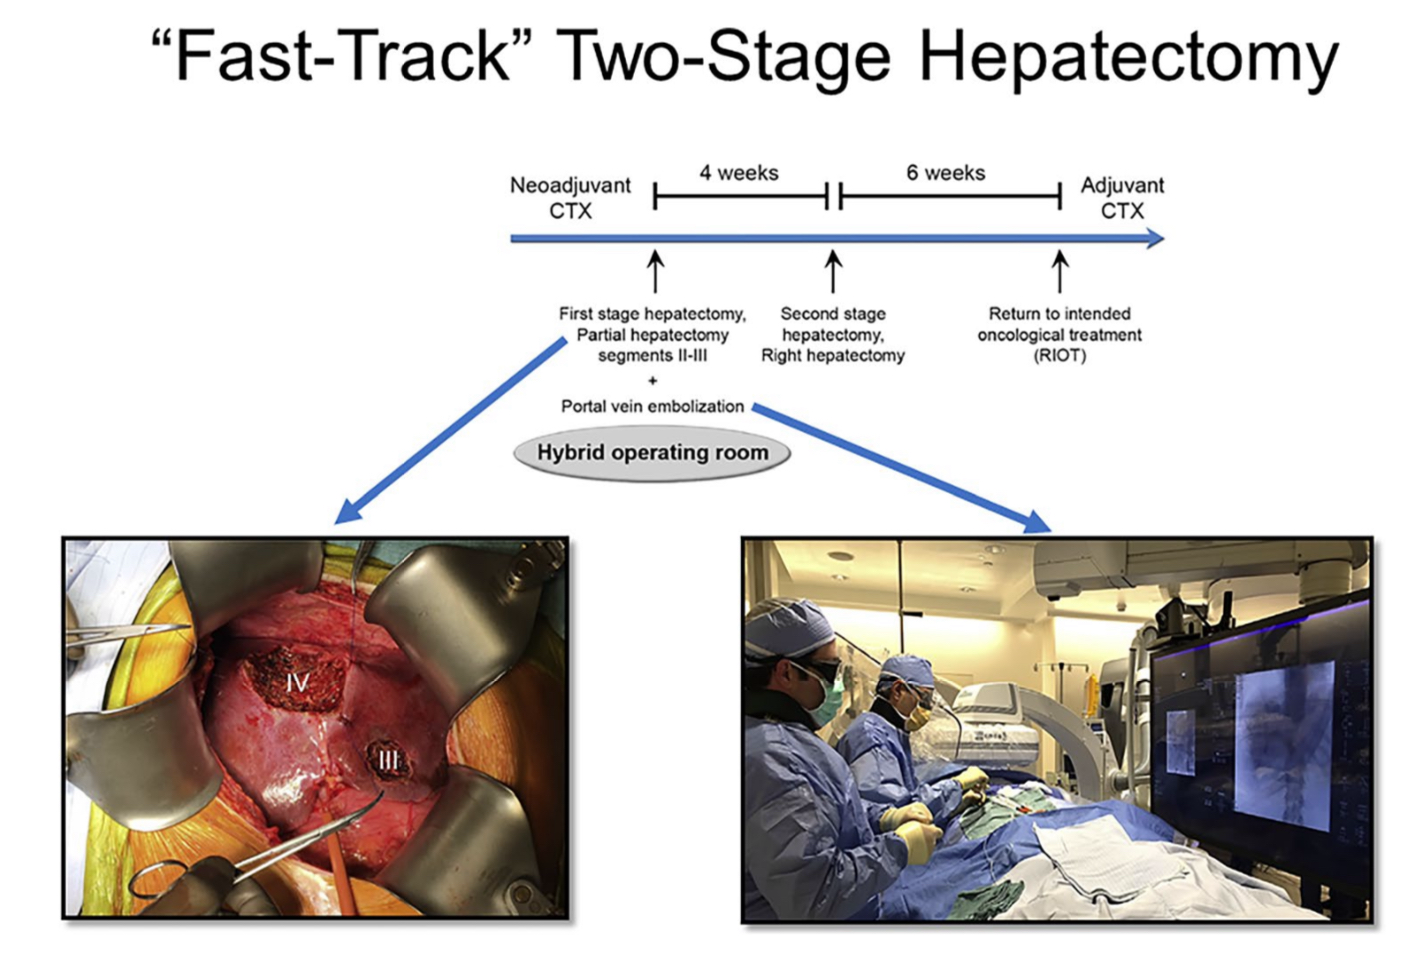 “Fast-Track” Two-Stage Hepatectomy
4 weeks
6 weeks
Neoadjuvant
CTX
Adjuvant
CTX
First stage hepatectomy,
Partial hepatectomy
segments II-III
+
Portal vein embolization
Second stage
hepatectomy,
Right hepatectomy
Return to intended
oncological treatment
(RIOT)
Hybrid operating room
IV
III